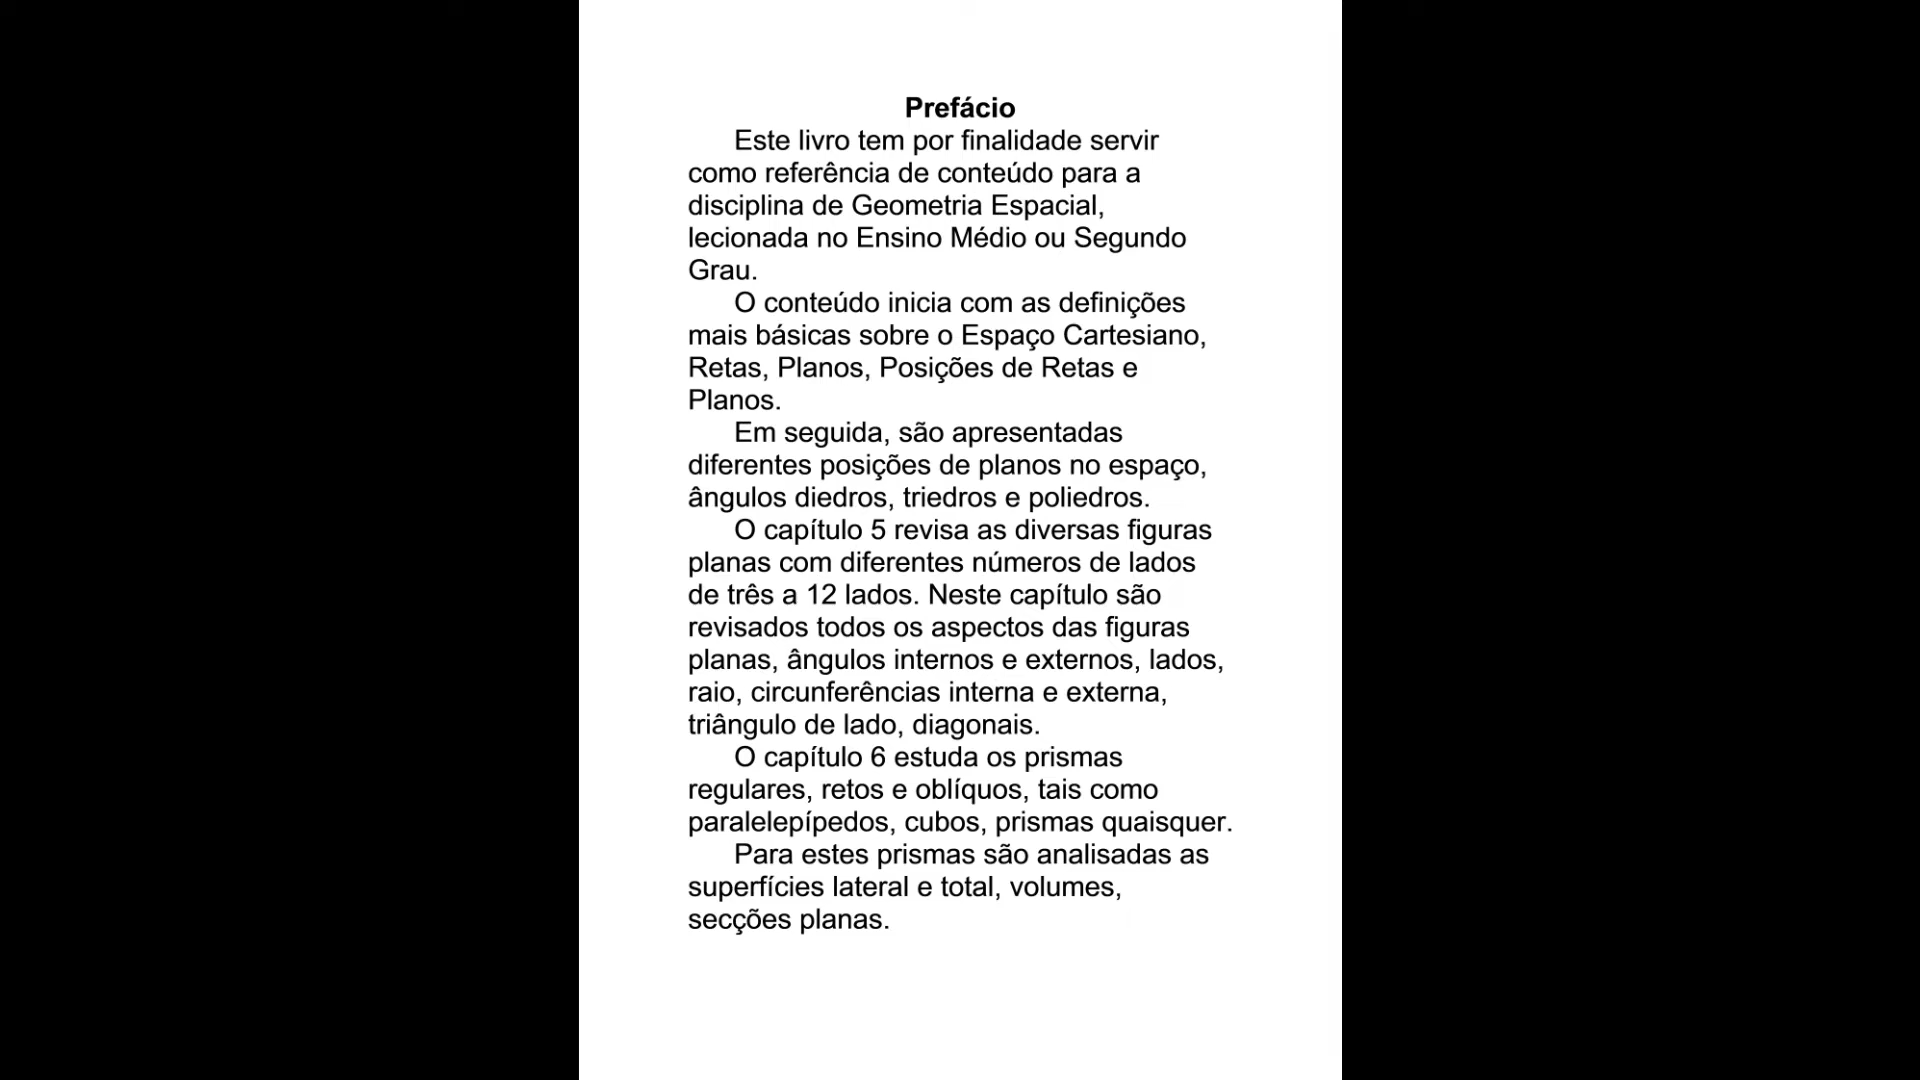 Prefácio
Este livro tem por finalidade servir
como referência de conteúdo para a
disciplina de Geometria Espacial,
lecionada no Ensino Médio ou Segundo
Grau.
O conteúdo inicia com as definições
mais básicas sobre o Espaço Cartesiano,
Retas, Planos, Posições de Retas e
Planos.
Em seguida, são apresentadas
diferentes posições de planos no espaço,
ângulos diedros, triedros e poliedros.
O capítulo 5 revisa as diversas figuras
planas com diferentes números de lados
de três a 12 lados. Neste capítulo são
revisados todos os aspectos das figuras
planas, ângulos internos e externos, lados,
raio, circunferências interna e externa,
triângulo de lado, diagonais.
O capítulo 6 estuda os prismas
regulares, retos e oblíquos, tais como
paralelepípedos, cubos, prismas quaisquer.
Para estes prismas são analisadas as
superfícies lateral e total, volumes,
secções planas.